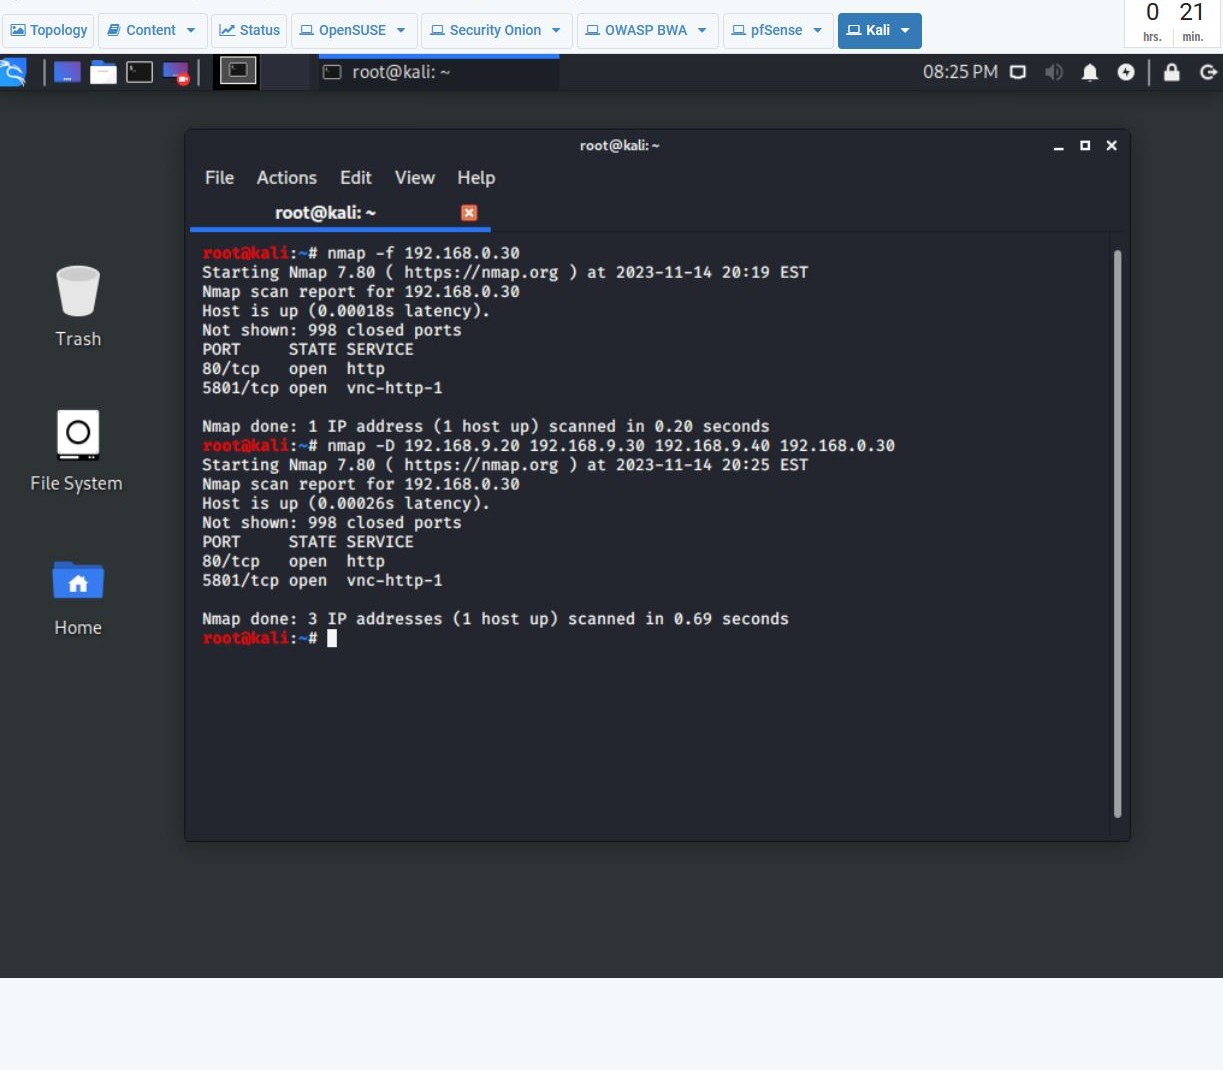 0 21
hrs. min.
Topology Content Status OpenSUSE Security Onion OWASP BWA pfSense Kali
root@kali: ~ 08:25 PM
root@kali: ~
File Actions Edit View Help
root@kali: ~
root@kali:~# nmap -f 192.168.0.30
Starting Nmap 7.80 ( https://nmap.org ) at 2023-11-14 20:19 EST
Nmap scan report for 192.168.0.30
Host is up (0.00018s latency).
Not shown: 998 closed ports
PORT     STATE SERVICE
80/tcp   open  http
5801/tcp open  vnc-http-1
Nmap done: 1 IP address (1 host up) scanned in 0.20 seconds
root@kali:~# nmap -D 192.168.9.20 192.168.9.30 192.168.9.40 192.168.0.30
Starting Nmap 7.80 ( https://nmap.org ) at 2023-11-14 20:25 EST
Nmap scan report for 192.168.0.30
Host is up (0.00026s latency).
Not shown: 998 closed ports
PORT     STATE SERVICE
80/tcp   open  http
5801/tcp open  vnc-http-1
Nmap done: 3 IP addresses (1 host up) scanned in 0.69 seconds
root@kali:~#
Trash
File System
Home